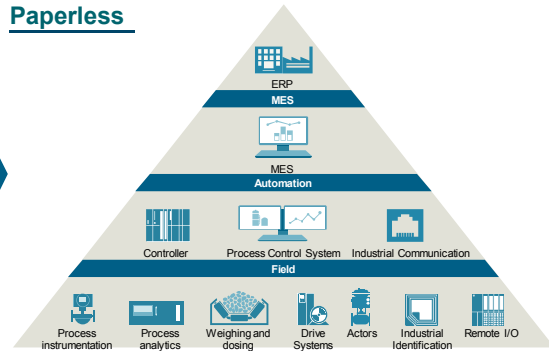 Paperless
ERP
MES
MES
Automation
Controller
Process Control System
Industrial Communication
Field
Process
instrumentation
Process
analytics
Weighing and
dosing
Drive
Systems
Actors
Industrial
Identification
Remote I/O